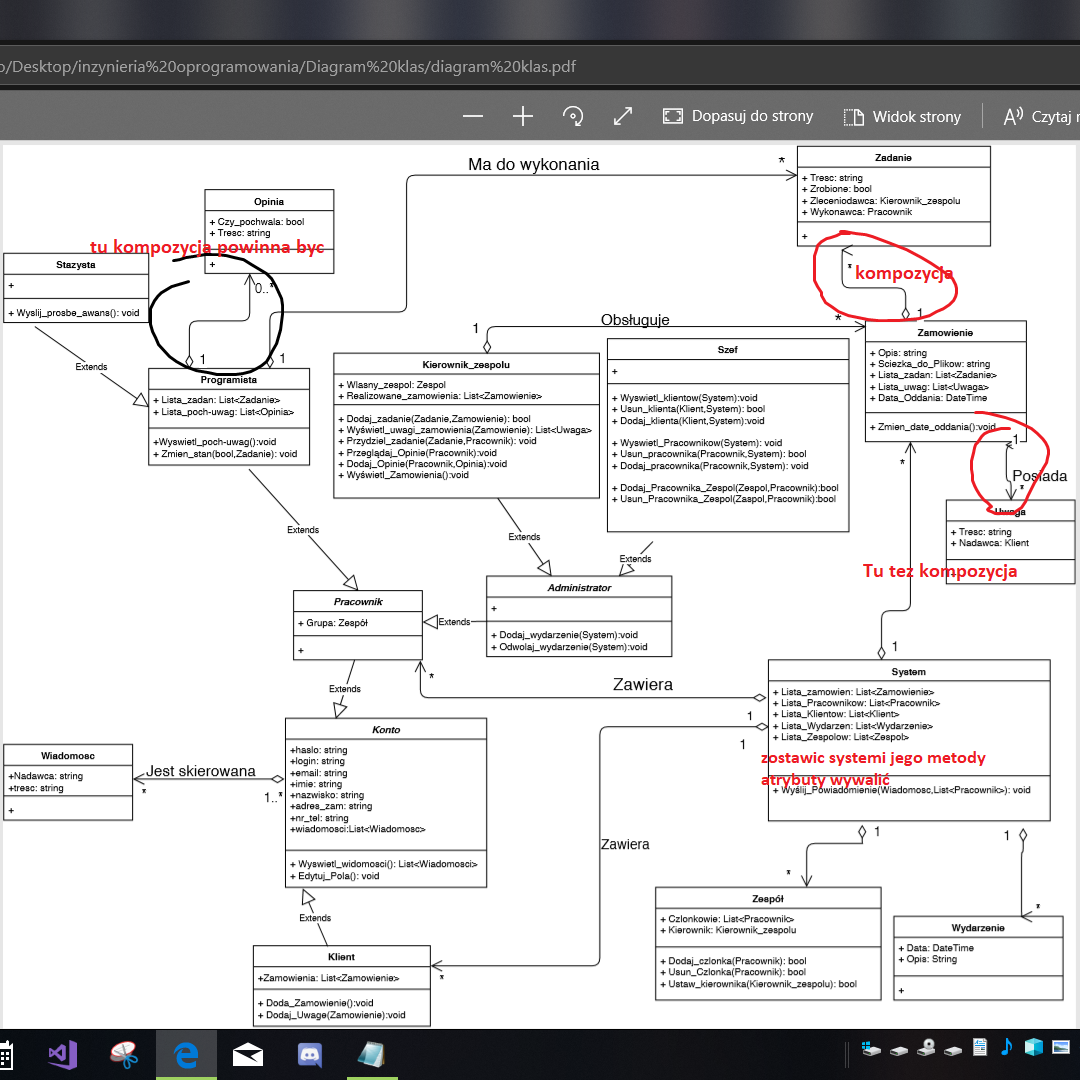 o/Desktop/inzynieria%20oprogramowania/Diagram%20klas/diagram%20klas.pdf
Dopasuj do strony
Widok strony
Czytaj
Ma do wykonania
*
Zadanie
+ Tresc: string
+ Zrobione: bool
+ Zleceniodawca: Kierownik_zespolu
+ Wykonawca: Pracownik
+
Opinia
+ Czy_pochwala: bool
+ Tresc: string
+
tu kompozycja powinna byc
0..*
1
1
Stazysta
+
+ Wyslij_prosbe_awans(): void
Extends
Programista
+ Lista_zadan: List<Zadanie>
+ Lista_poch-uwag: List<Opinia>
+Wyswietl_poch-uwag():void
+ Zmien_stan(bool,Zadanie): void
Extends
1
Obsługuje
*
Kierownik_zespolu
+ Wlasny_zespol: Zespol
+ Realizowane_zamowienia: List<Zamowienie>
+ Dodaj_zadanie(Zadanie,Zamowienie): bool
+ Wyświetl_uwagi_zamowienia(Zamowienie): List<Uwaga>
+ Przydziel_zadanie(Zadanie,Pracownik): void
+ Przeglądaj_Opinie(Pracownik):void
+ Dodaj_Opinie(Pracownik,Opinia):void
+ Wyświetl_Zamowienia():void
Extends
Szef
+
+ Wyswietl_klientow(System):void
+ Usun_klienta(Klient,System): bool
+ Dodaj_klienta(Klient,System): void
+ Wyswietl_Pracownikow(System): void
+ Usun_pracownika(Pracownik,System): bool
+ Dodaj_pracownika(Pracownik,System): void
+ Dodaj_Pracownika_Zespol(Zespol,Pracownik):bool
+ Usun_Pracownika_Zespol(Zaspol,Pracownik):bool
Extends
*
kompozycja
1
Zamowienie
+ Opis: string
+ Sciezka_do_Plikow: string
+ Lista_zadan: List<Zadanie>
+ Lista_uwag: List<Uwaga>
+ Data_Oddania: DateTime
+ Zmien_date_oddania():void
1
Posiada
*
Uwaga
+ Tresc: string
+ Nadawca: Klient
+
Tu tez kompozycja
*
1
Administrator
+
+ Dodaj_wydarzenie(System):void
+ Odwolaj_wydarzenie(System):void
Extends
Pracownik
+ Grupa: Zespół
+
*
Zawiera
1
Extends
System
+ Lista_zamowien: List<Zamowienie>
+ Lista_Pracownikow: List<Pracownik>
+ Lista_Klientow: List<Klient>
+ Lista_Wydarzen: List<Wydarzenie>
+ Lista_Zespolow: List<Zespol>
zostawic systemi jego metody
atrybuty wywalić
+ Wyślij_Powiadomienie(Wiadomosc,List<Pracownik>): void
Konto
+haslo: string
+login: string
+email: string
+imie: string
+nazwisko: string
+adres_zam: string
+nr_tel: string
+wiadomosci:List<Wiadomosc>
+ Wyswietl_widomosci(): List<Wiadomosci>
+ Edytuj_Pola(): void
Wiadomosc
+Nadawca: string
+tresc: string
+
Jest skierowana
*
1..*
1
Zawiera
*
Extends
Klient
+Zamowienia: List<Zamowienie>
+ Doda_Zamowienie():void
+ Dodaj_Uwage(Zamowienie):void
1
*
Zespół
+ Czlonkowie: List<Pracownik>
+ Kierownik: Kierownik_zespolu
+ Dodaj_czlonka(Pracownik): bool
+ Usun_Czlonka(Pracownik): bool
+ Ustaw_kierownika(Kierownik_zespolu): bool
1
*
Wydarzenie
+ Data: DateTime
+ Opis: String
+